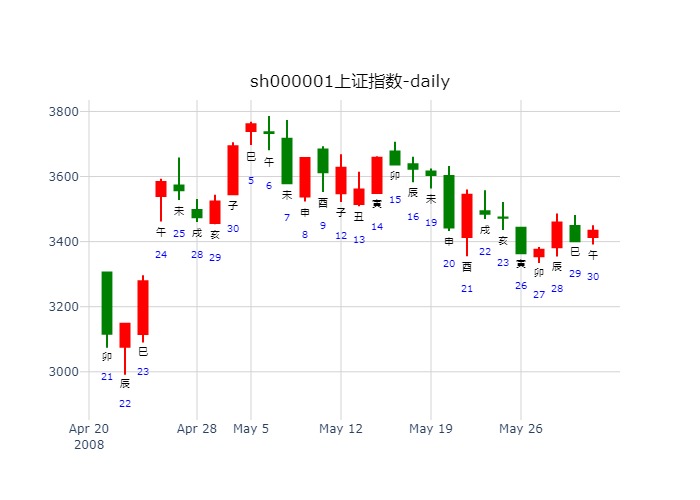 sh000001上证指数-daily
3800
3600
3400
3200
3000
卯
21
辰
22
巳
23
午
24
未
25
戌
28
亥
29
子
30
巳
5
午
6
未
7
申
8
酉
9
子
12
丑
13
寅
14
卯
15
辰
16
未
19
申
20
酉
21
戌
22
亥
23
寅
26
卯
27
辰
28
巳
29
午
30
Apr 20
2008
Apr 28
May 5
May 12
May 19
May 26